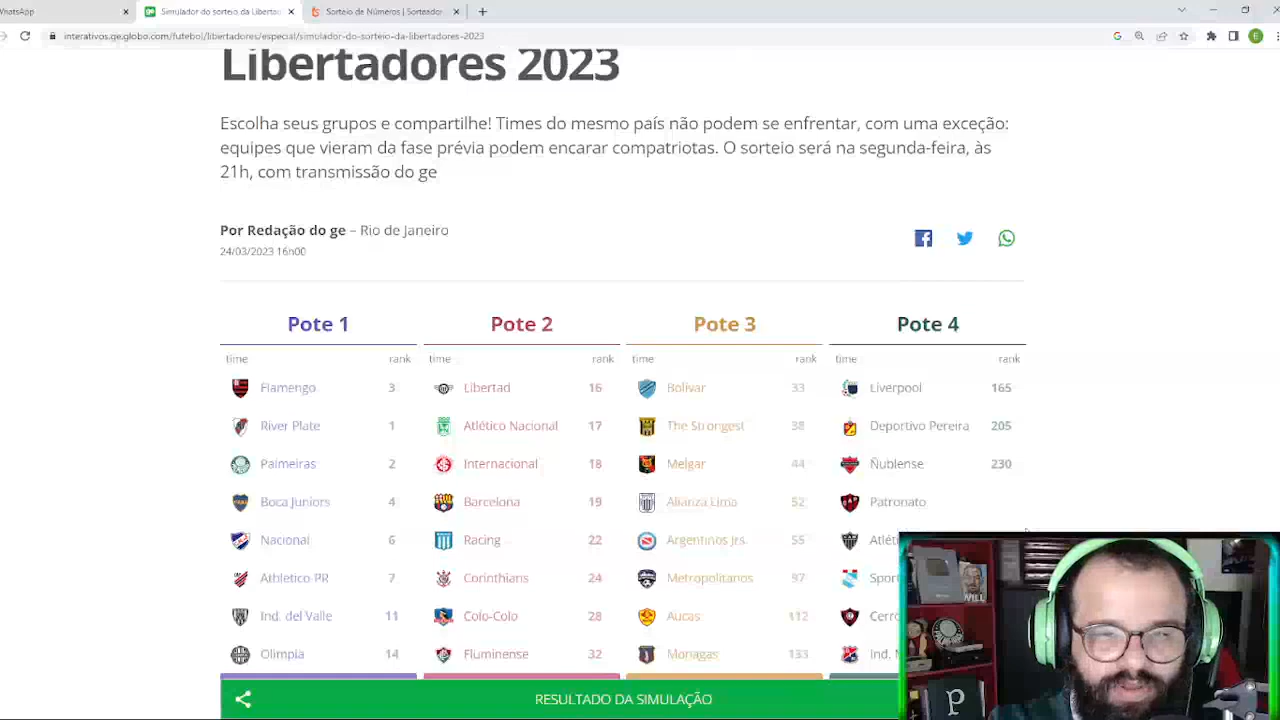 WhatsApp
Simulador do sorteio da Liberta
Sorteio de Números | Sorteador
interativos.ge.globo.com/futebol/libertadores/especial/simulador-do-sorteio-da-libertadores-2023
Libertadores 2023
Escolha seus grupos e compartilhe! Times do mesmo país não podem se enfrentar, com uma exceção:
equipes que vieram da fase prévia podem encarar compatriotas. O sorteio será na segunda-feira, às
21h, com transmissão do ge
Por Redação do ge – Rio de Janeiro
24/03/2023 16h00
Pote 1 Pote 2 Pote 3 Pote 4
time rank time rank time rank time rank
Flamengo 3 Libertad 16 Bolívar 33 Liverpool 165
River Plate 1 Atlético Nacional 17 The Strongest 38 Deportivo Pereira 205
Palmeiras 2 Internacional 18 Melgar 44 Ñublense 230
Boca Juniors 4 Barcelona 19 Alianza Lima 52 Patronato
Nacional 6 Racing 22 Argentinos Jrs. 55 Atléti
Athletico-PR 7 Corinthians 24 Metropolitanos 97 Spor
Ind. del Valle 11 Colo-Colo 28 Aucas 112 Cerro
Olimpia 14 Fluminense 32 Monagas 133 Ind.
RESULTADO DA SIMULAÇÃO